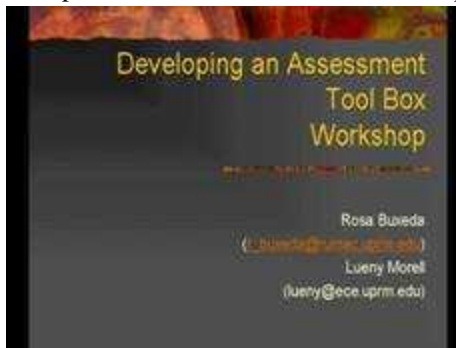 Developing an Assessment
Tool Box
Workshop
Rosa Buxeda
Lueny Morell
(lueny@ece.uprm.edu)